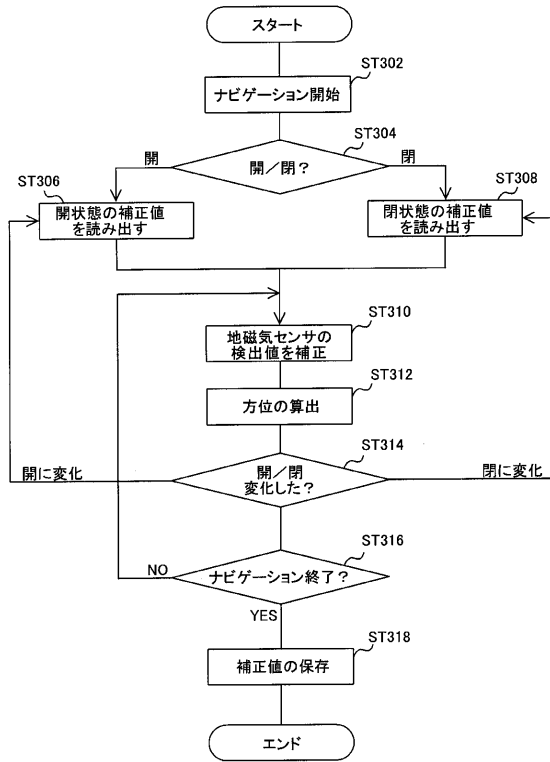 スタート
ST302
ナビゲーション開始
ST304
開／閉？
開
閉
ST306
開状態の補正値
を読み出す
ST308
閉状態の補正値
を読み出す
ST310
地磁気センサの
検出値を補正
ST312
方位の算出
ST314
開／閉
変化した？
開に変化
閉に変化
ST316
ナビゲーション終了？
NO
YES
ST318
補正値の保存
エンド